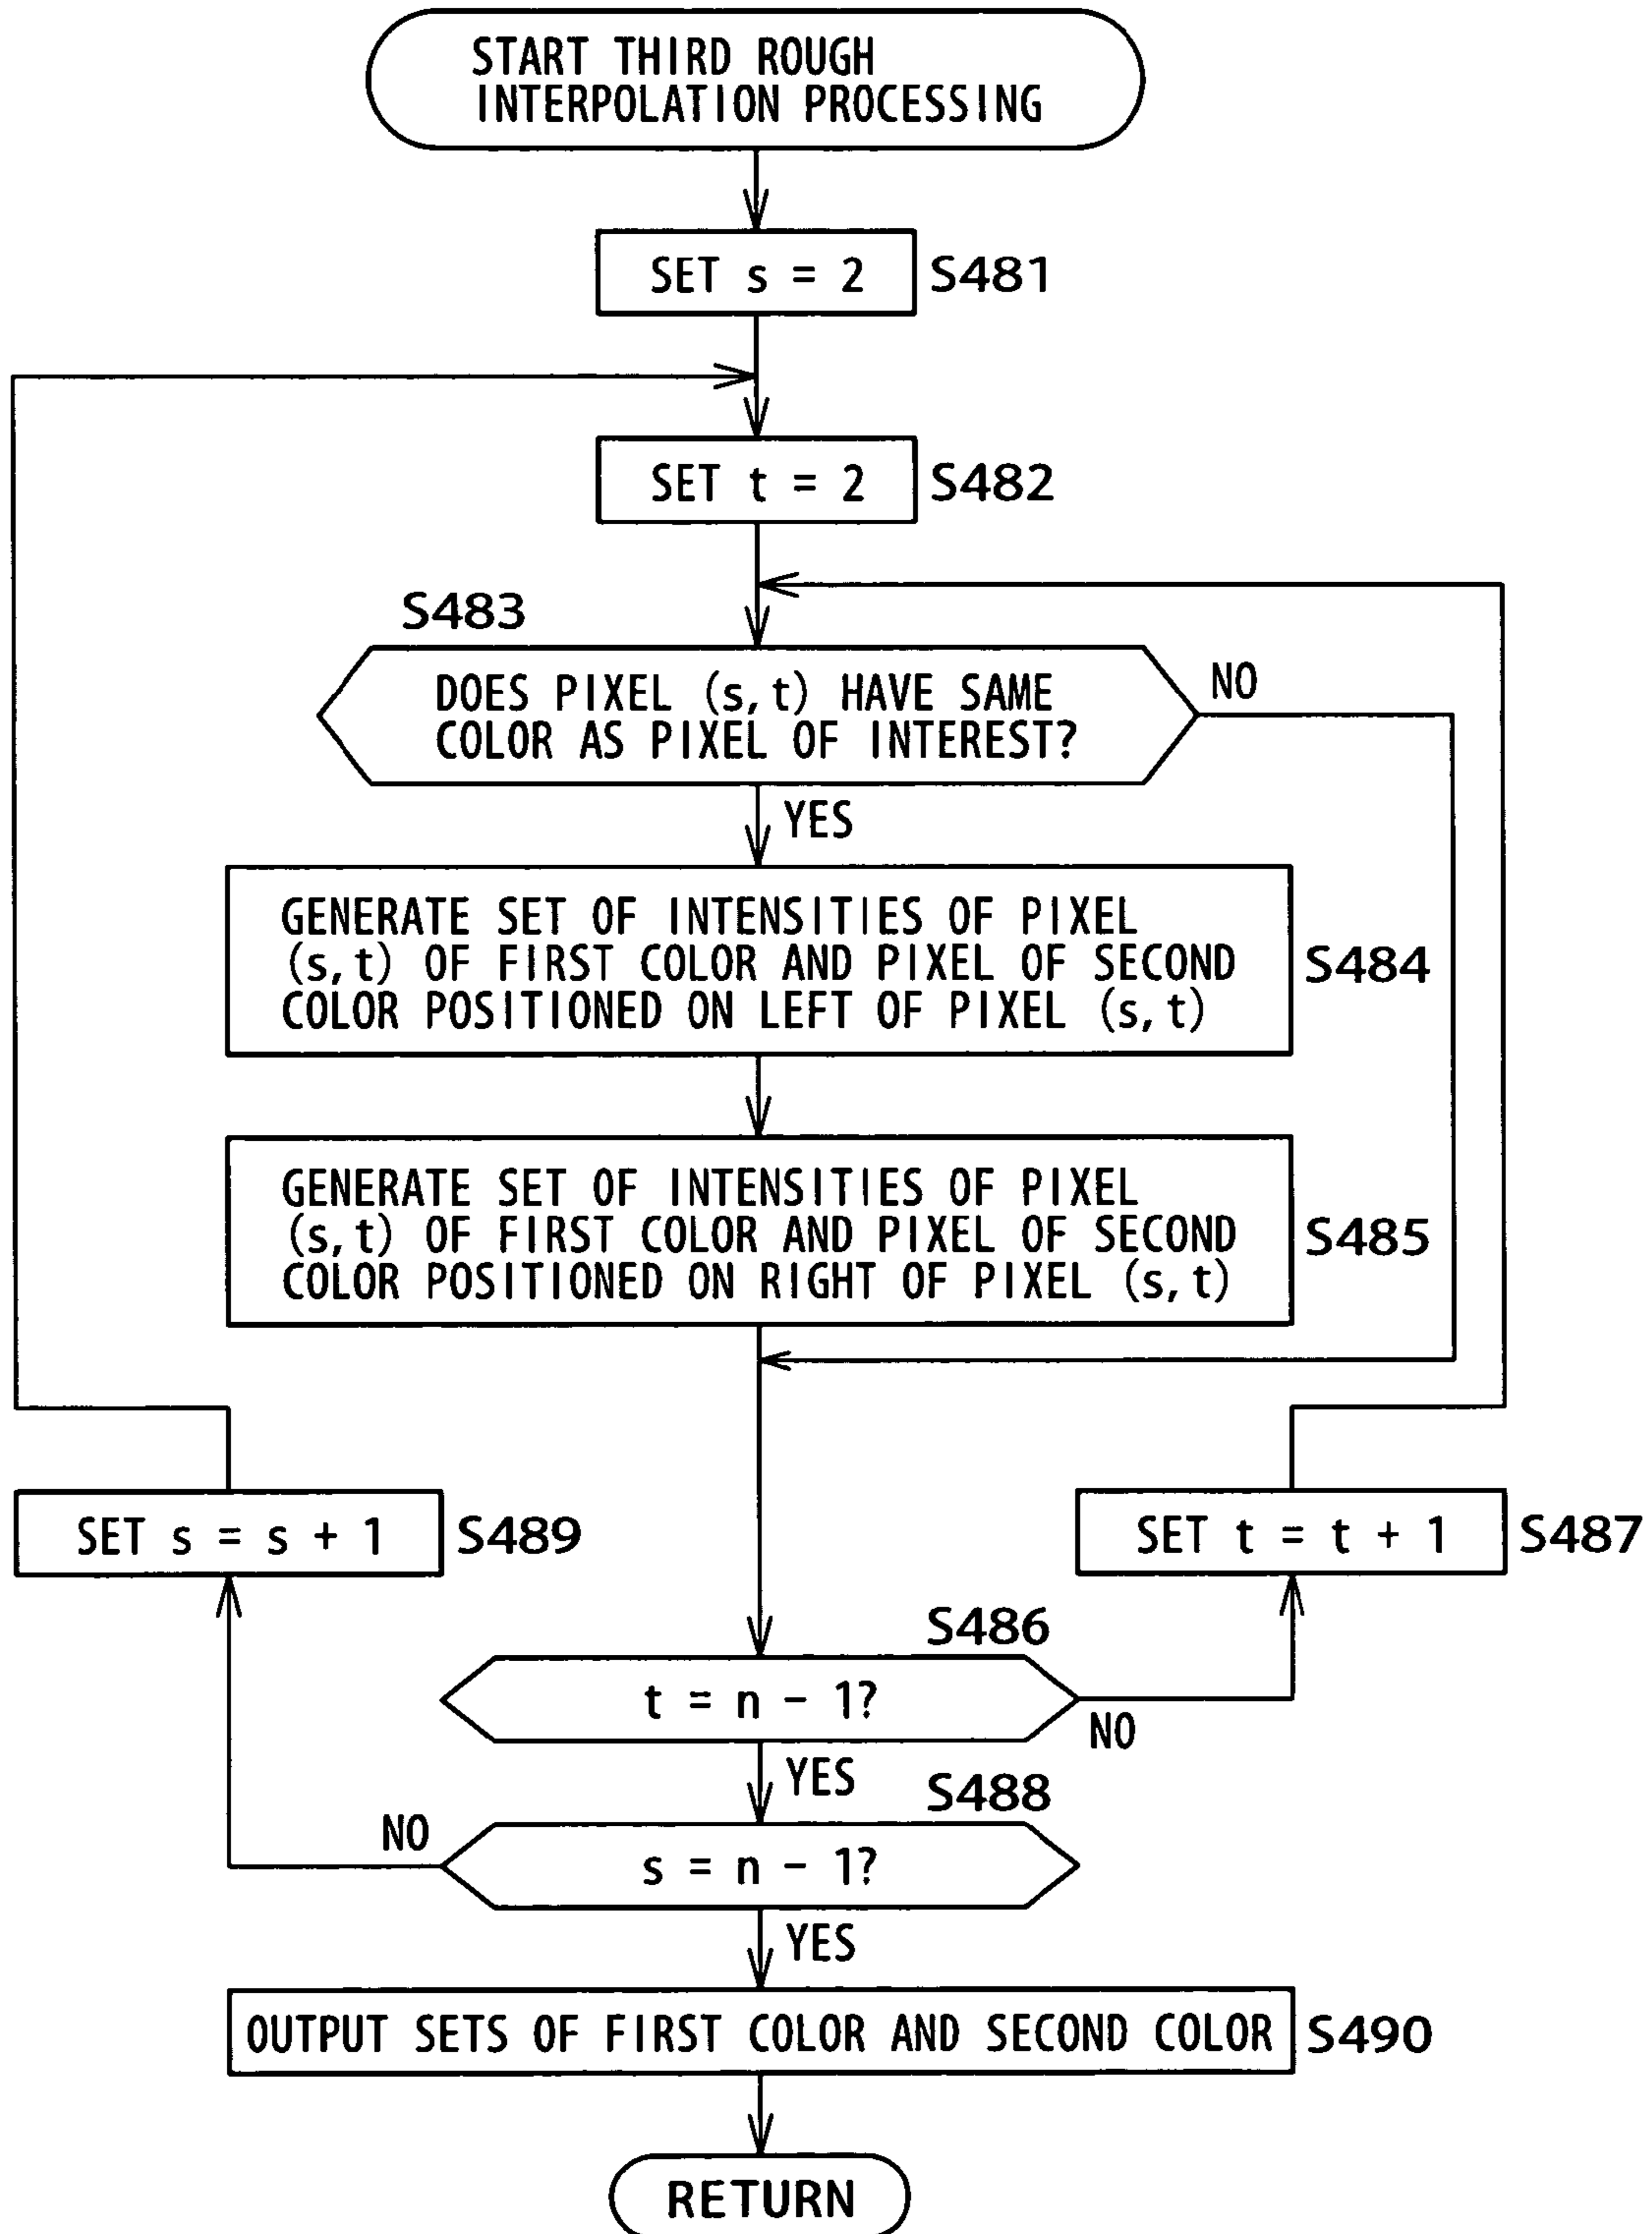 START THIRD ROUGH
INTERPOLATION PROCESSING
SET s = 2
S481
SET t = 2
S482
S483
DOES PIXEL (s,t) HAVE SAME
COLOR AS PIXEL OF INTEREST?
NO
YES
GENERATE SET OF INTENSITIES OF PIXEL
(s,t) OF FIRST COLOR AND PIXEL OF SECOND
COLOR POSITIONED ON LEFT OF PIXEL (s,t)
S484
GENERATE SET OF INTENSITIES OF PIXEL
(s,t) OF FIRST COLOR AND PIXEL OF SECOND
COLOR POSITIONED ON RIGHT OF PIXEL (s,t)
S485
SET s = s + 1
S489
SET t = t + 1
S487
S486
t = n - 1?
NO
YES
S488
NO
s = n - 1?
YES
OUTPUT SETS OF FIRST COLOR AND SECOND COLOR
S490
RETURN